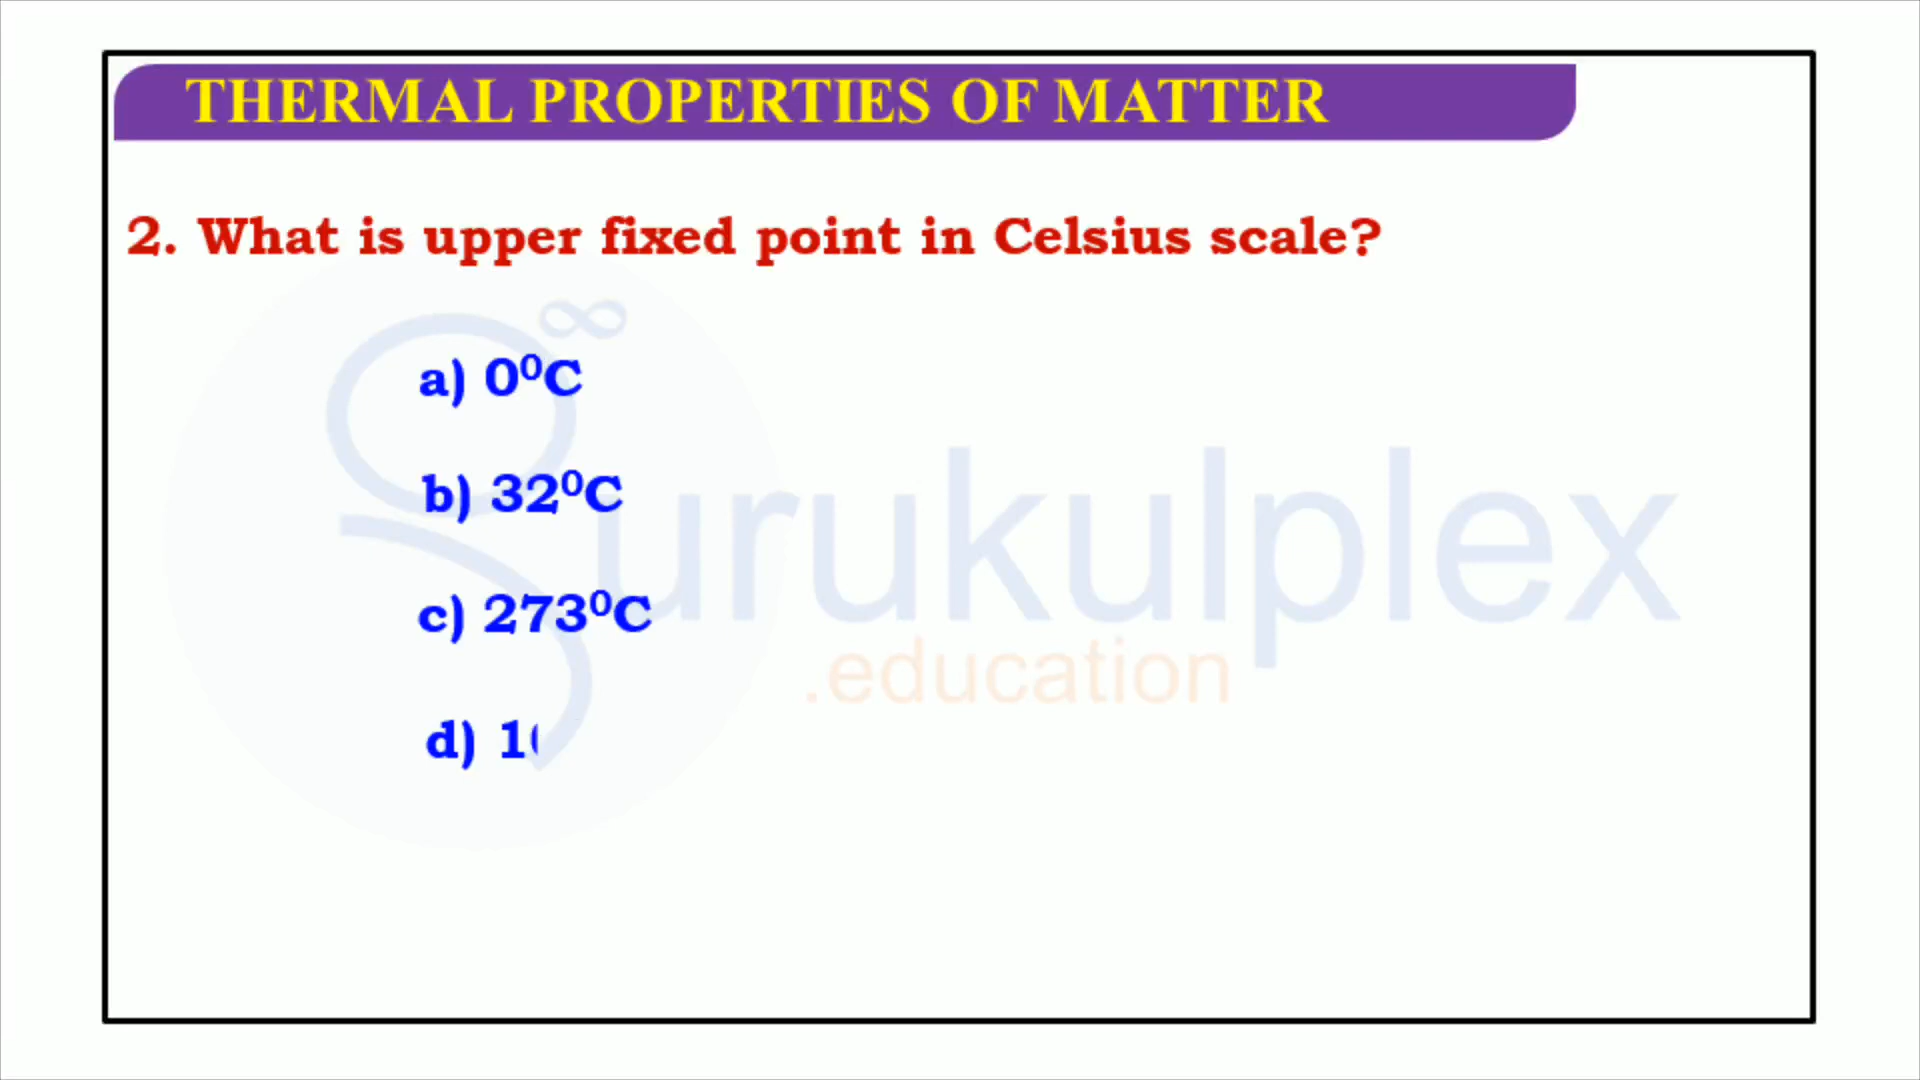 THERMAL PROPERTIES OF MATTER
2. What is upper fixed point in Celsius scale?
a) 0⁰C
b) 32⁰C
c) 273⁰C
d) 1
urukulplex
.education